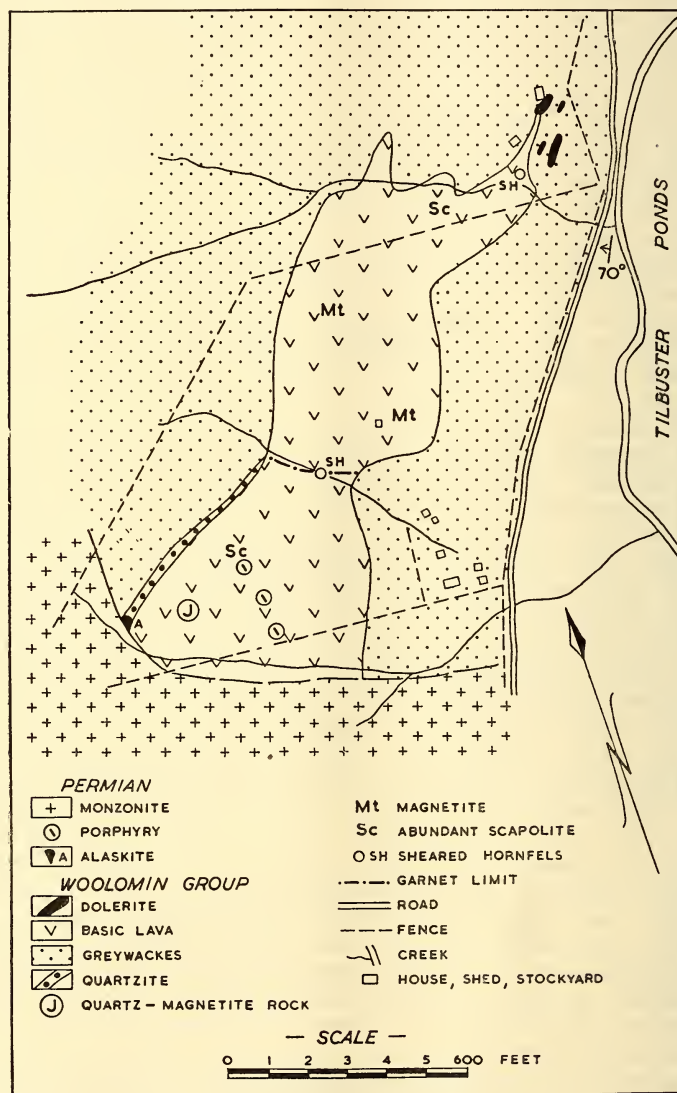 SH
Sc
PONDS
70°
TILBUSTER
Mt
Mt
SH
Sc
J
A
PERMIAN
+ MONZONITE
PORPHYRY
A ALASKITE
WOOLOMIN GROUP
DOLERITE
V BASIC LAVA
GREYWACKES
QUARTZITE
J QUARTZ – MAGNETITE ROCK
Mt MAGNETITE
Sc ABUNDANT SCAPOLITE
SH SHEARED HORNFELS
GARNET LIMIT
ROAD
FENCE
CREEK
HOUSE, SHED, STOCKYARD
— SCALE —
0 1 2 3 4 5 600 FEET